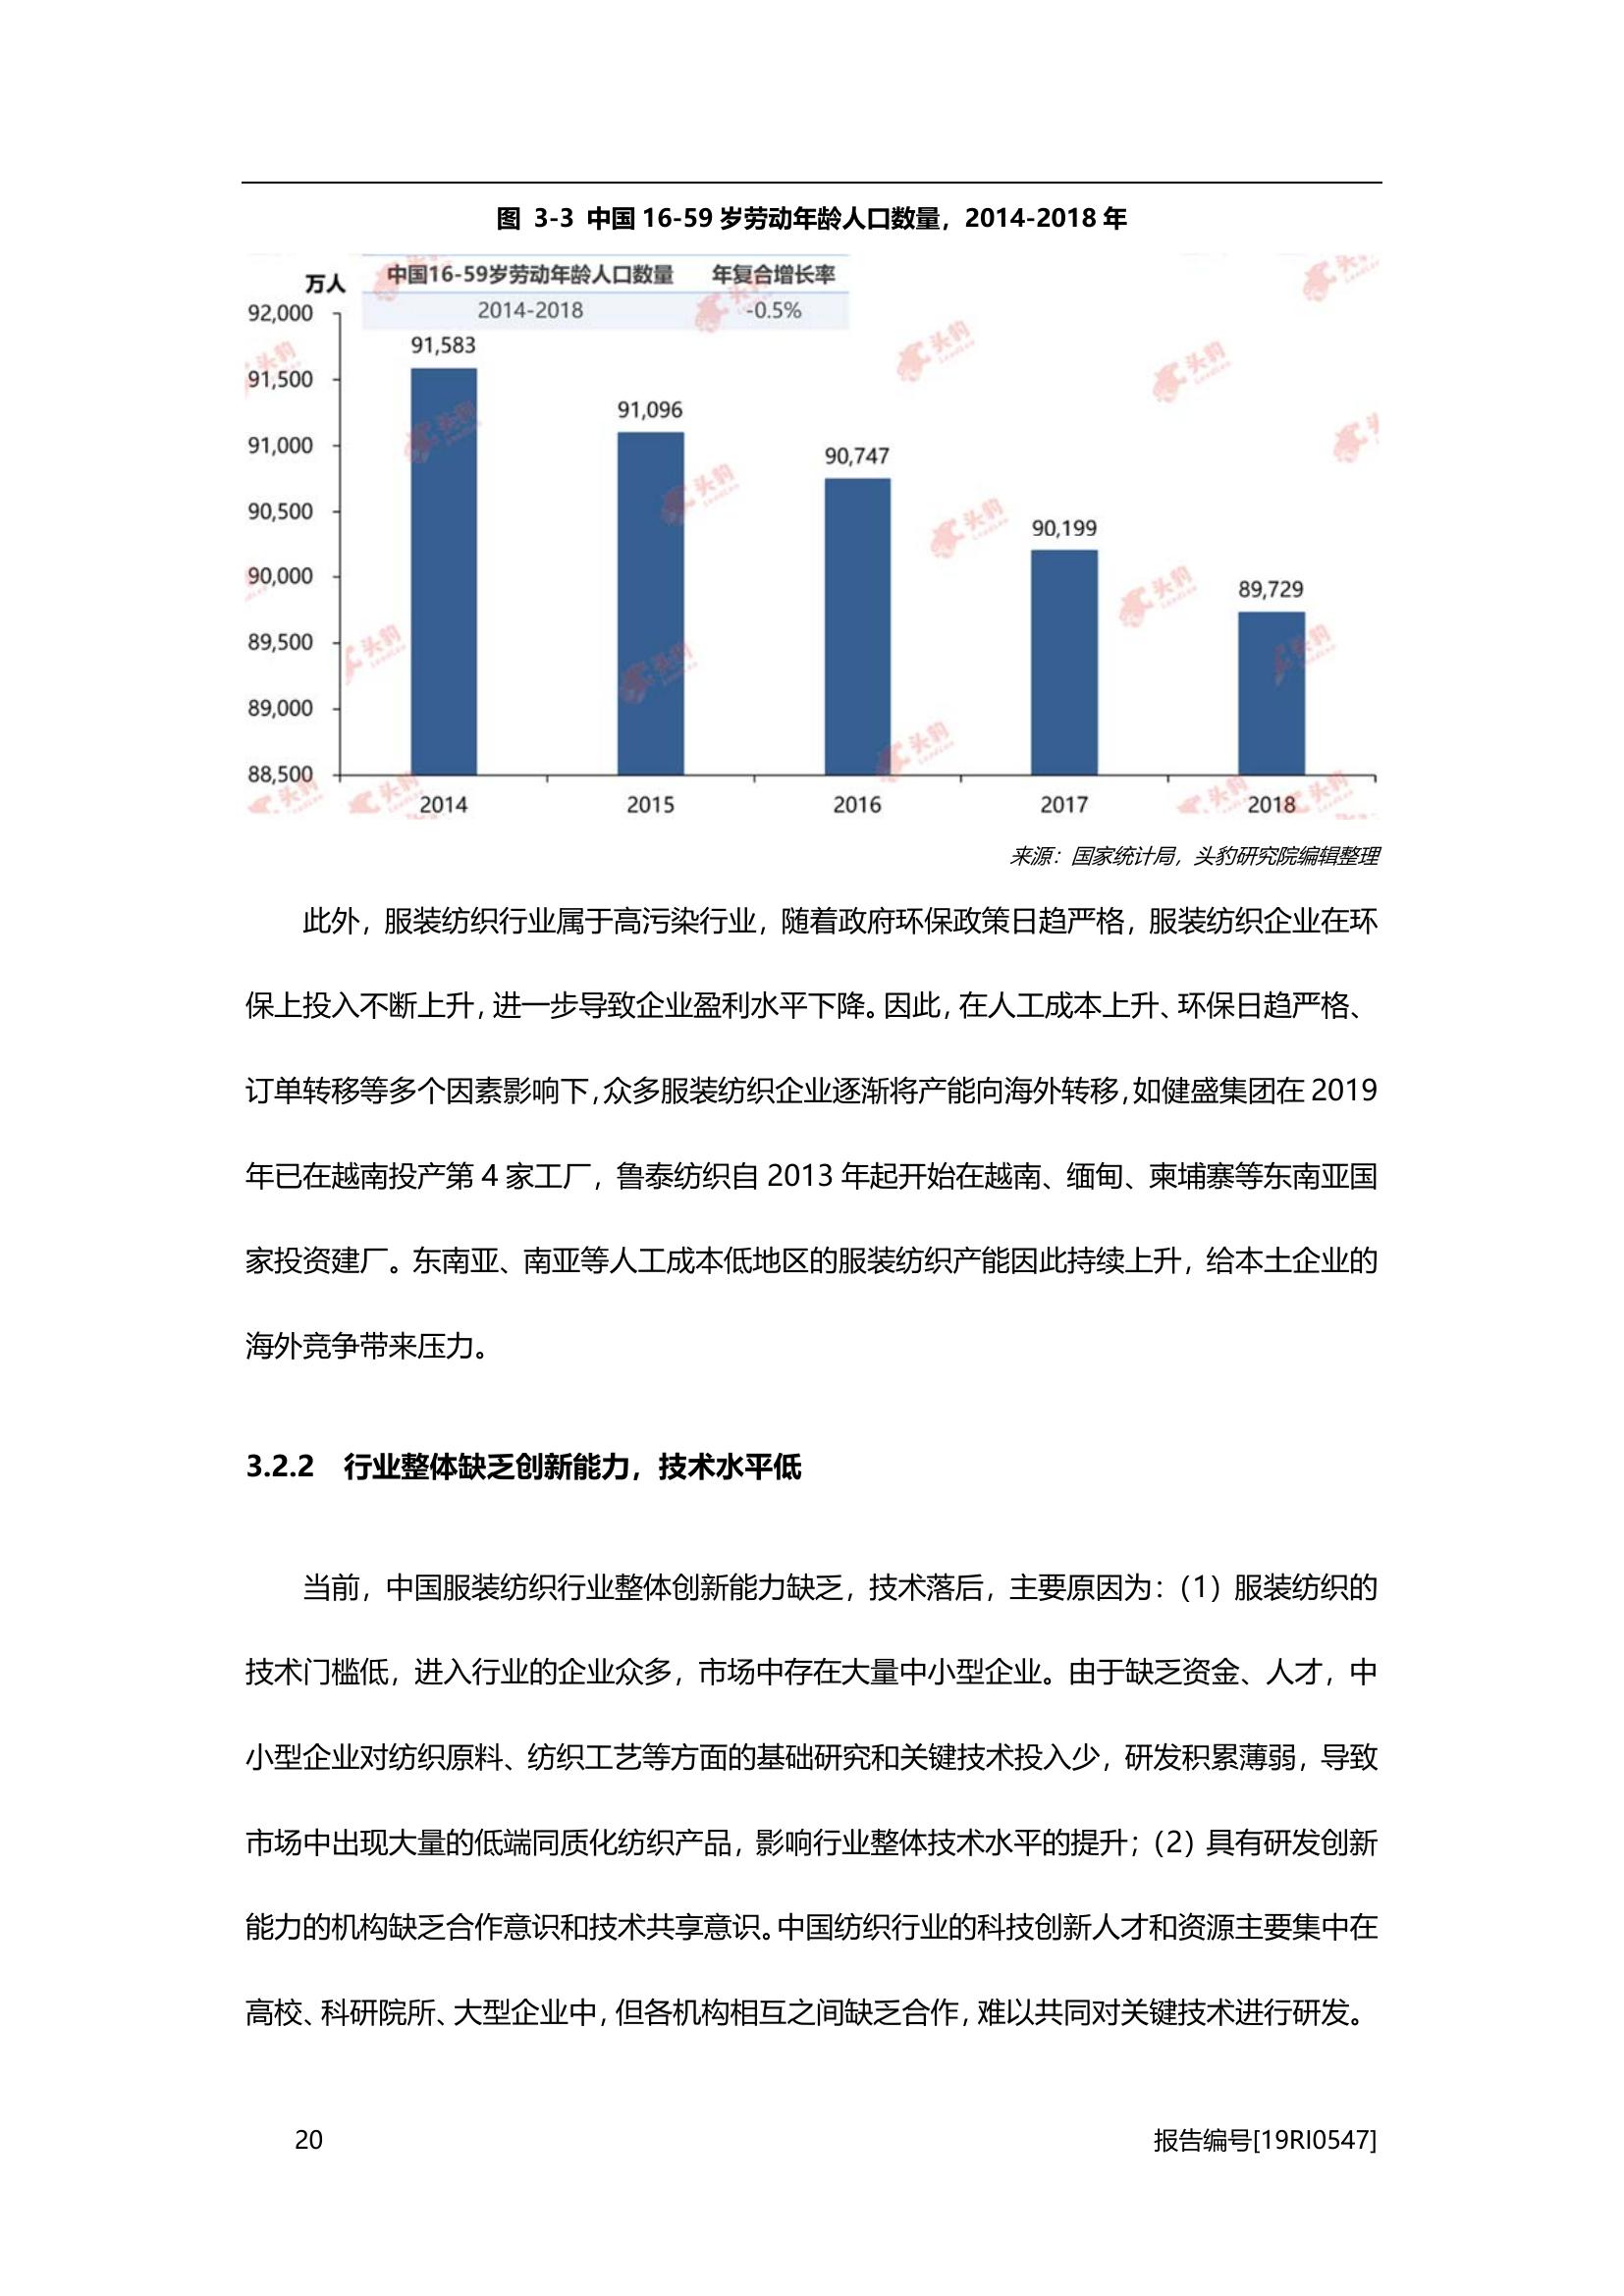 图 3-3 中国 16-59 岁劳动年龄人口数量，2014-2018 年
万人
中国16-59岁劳动年龄人口数量 年复合增长率
2014-2018 -0.5%
92,000
91,500
91,000
90,500
90,000
89,500
89,000
88,500
91,583
91,096
90,747
90,199
89,729
2014 2015 2016 2017 2018
头豹
LeadLeo
来源：国家统计局，头豹研究院编辑整理
此外，服装纺织行业属于高污染行业，随着政府环保政策日趋严格，服装纺织企业在环
保上投入不断上升，进一步导致企业盈利水平下降。因此，在人工成本上升、环保日趋严格、
订单转移等多个因素影响下，众多服装纺织企业逐渐将产能向海外转移，如健盛集团在 2019
年已在越南投产第 4 家工厂，鲁泰纺织自 2013 年起开始在越南、缅甸、柬埔寨等东南亚国
家投资建厂。东南亚、南亚等人工成本低地区的服装纺织产能因此持续上升，给本土企业的
海外竞争带来压力。
3.2.2 行业整体缺乏创新能力，技术水平低
当前，中国服装纺织行业整体创新能力缺乏，技术落后，主要原因为：（1）服装纺织的
技术门槛低，进入行业的企业众多，市场中存在大量中小型企业。由于缺乏资金、人才，中
小型企业对纺织原料、纺织工艺等方面的基础研究和关键技术投入少，研发积累薄弱，导致
市场中出现大量的低端同质化纺织产品，影响行业整体技术水平的提升；（2）具有研发创新
能力的机构缺乏合作意识和技术共享意识。中国纺织行业的科技创新人才和资源主要集中在
高校、科研院所、大型企业中，但各机构相互之间缺乏合作，难以共同对关键技术进行研发。
20 报告编号[19RI0547]